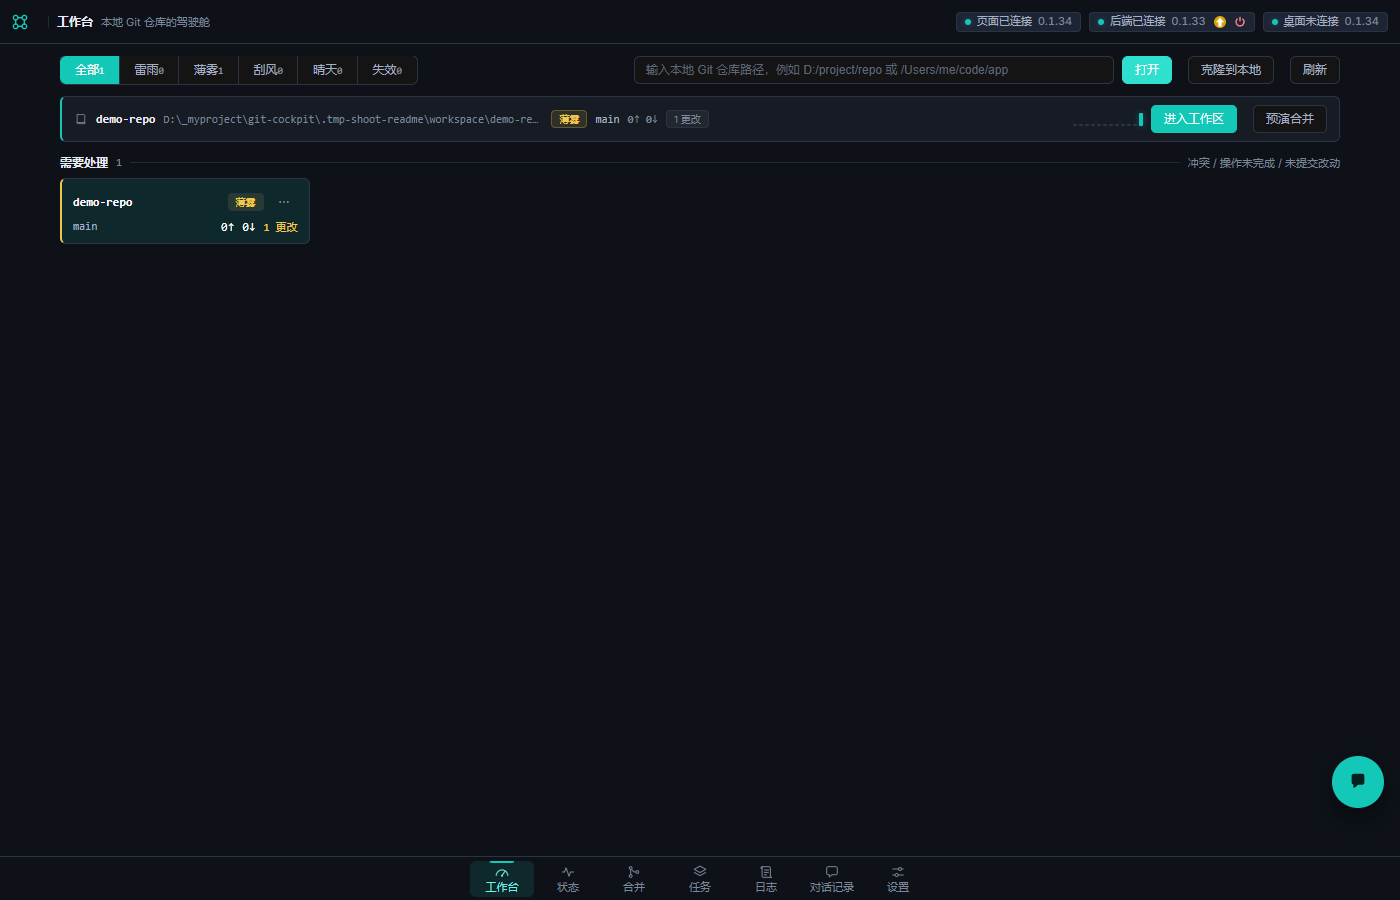 工作台 本地 Git 仓库的驾驶舱 页面已连接 0.1.34 后端已连接 0.1.33 桌面未连接 0.1.34
全部1 雷雨0 薄雾1 刮风0 晴天0 失效0 输入本地 Git 仓库路径，例如 D:/project/repo 或 /Users/me/code/app 打开 克隆到本地 刷新
demo-repo D:\_myproject\git-cockpit\.tmp-shoot-readme\workspace\demo-re… 薄雾 main 0↑ 0↓ 1 更改 进入工作区 预演合并
需要处理 1 冲突 / 操作未完成 / 未提交改动
demo-repo 薄雾 ···
main 0↑ 0↓ 1 更改
工作台 状态 合并 任务 日志 对话记录 设置